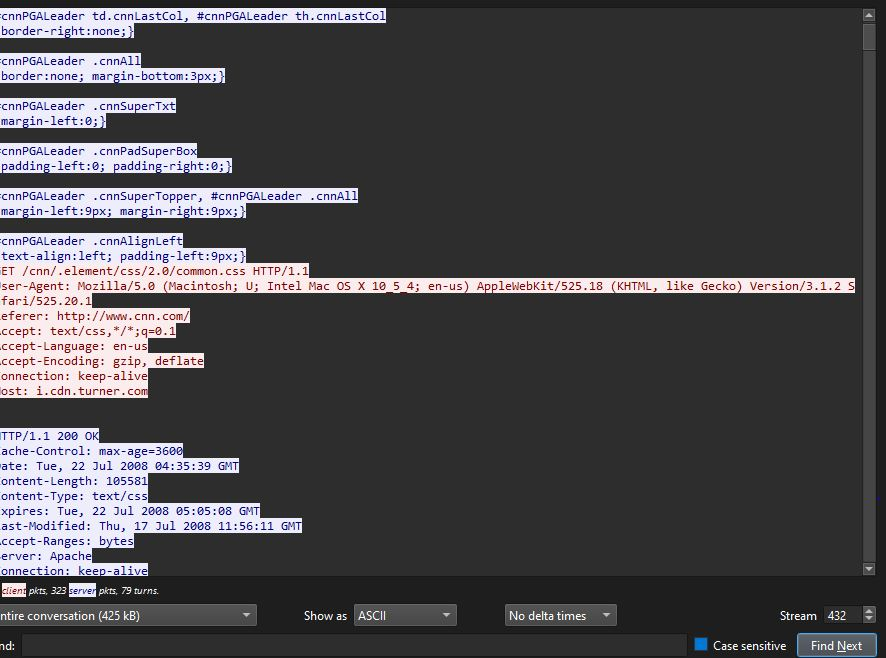 cnnPGALeader td.cnnLastCol, #cnnPGALeader th.cnnLastCol
border-right:none;}
cnnPGALeader .cnnAll
border:none; margin-bottom:3px;}
cnnPGALeader .cnnSuperTxt
margin-left:0;}
cnnPGALeader .cnnPadSuperBox
padding-left:0; padding-right:0;}
cnnPGALeader .cnnSuperTopper, #cnnPGALeader .cnnAll
margin-left:9px; margin-right:9px;}
cnnPGALeader .cnnAlignLeft
text-align:left; padding-left:9px;}
ET /cnn/.element/css/2.0/common.css HTTP/1.1
ser-Agent: Mozilla/5.0 (Macintosh; U; Intel Mac OS X 10_5_4; en-us) AppleWebKit/525.18 (KHTML, like Gecko) Version/3.1.2 S
fari/525.20.1
eferer: http://www.cnn.com/
ccept: text/css,*/*;q=0.1
ccept-Language: en-us
ccept-Encoding: gzip, deflate
onnection: keep-alive
ost: i.cdn.turner.com
TTP/1.1 200 OK
ache-Control: max-age=3600
ate: Tue, 22 Jul 2008 04:35:39 GMT
ontent-Length: 105581
ontent-Type: text/css
xpires: Tue, 22 Jul 2008 05:05:08 GMT
ast-Modified: Thu, 17 Jul 2008 11:56:11 GMT
ccept-Ranges: bytes
erver: Apache
onnection: keep-alive
client pkts, 323 server pkts, 79 turns.
ntire conversation (425 kB) Show as ASCII No delta times Stream 432
nd: Case sensitive Find Next